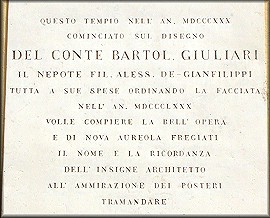 QUESTO TEMPIO NELL' AN. MDCCCXXX
COMINCIATO SUL DISEGNO
DEL CONTE BARTOL. GIULIARI
IL NEPOTE FIL. ALESS. DE-GIANFILIPPI
TUTTA A SUE SPESE ORDINANDO LA FACCIATA
NELL' AN. MDCCCLXXX
VOLLE COMPIERE LA BELL' OPERA
E DI NOVA AUREOLA FREGIATI
IL NOME E LA RICORDANZA
DELL' INSIGNE ARCHITETTO
ALL' AMMIRAZIONE DEI POSTERI
TRAMANDARE